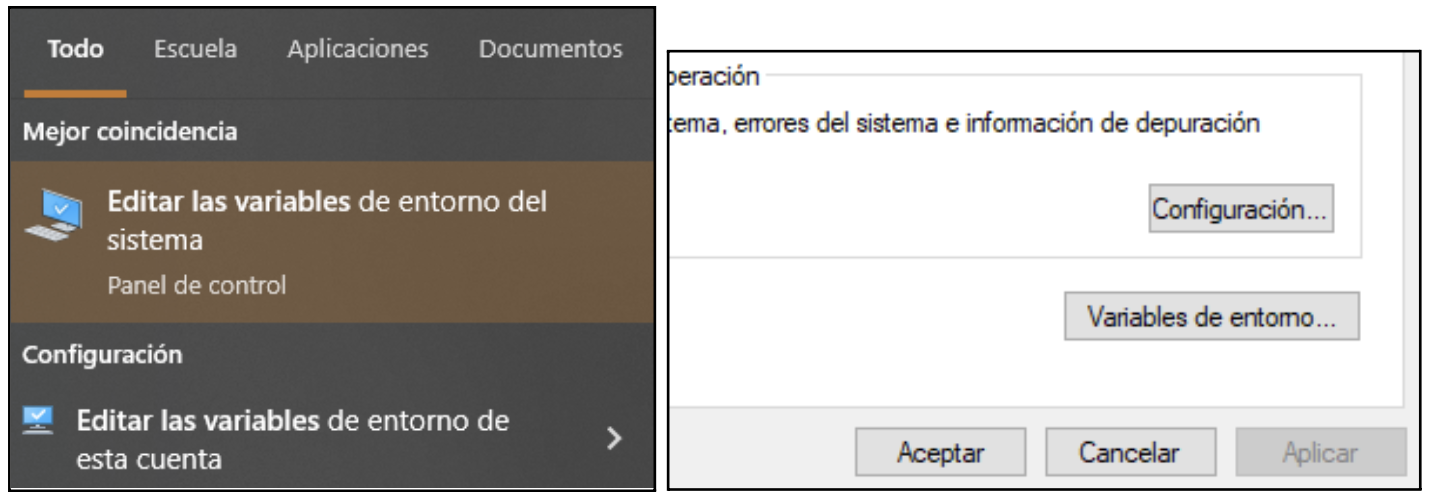 Todo Escuela Aplicaciones Documentos
Mejor coincidencia
Editar las variables de entorno del
sistema
Panel de control
Configuración
Editar las variables de entorno de
esta cuenta
peración
tema, errores del sistema e información de depuración
Configuración...
Variables de entorno...
Aceptar Cancelar Aplicar